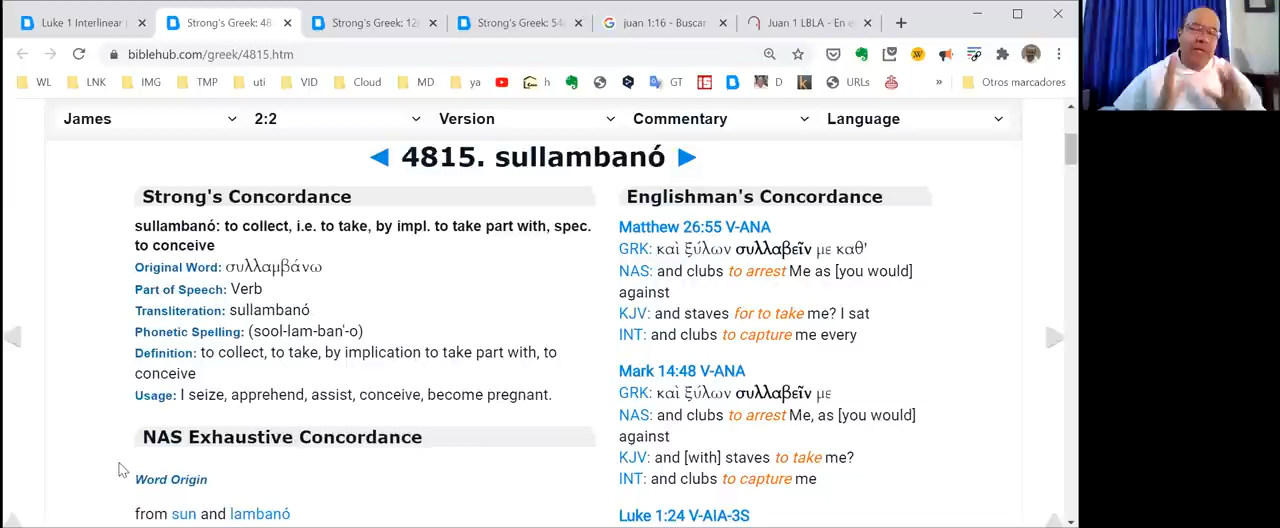 Luke 1 Interlinear
Strong's Greek: 48
Strong's Greek: 12
Strong's Greek: 54
juan 1:16 - Buscar
Juan 1 LBLA - En e
biblehub.com/greek/4815.htm
WL LNK IMG TMP uti VID Cloud MD ya h GT D URLs » Otros marcadores
James 2:2 Version Commentary Language
4815. sullambanó
Strong's Concordance
sullambanó: to collect, i.e. to take, by impl. to take part with, spec.
to conceive
Original Word: συλλαμβάνω
Part of Speech: Verb
Transliteration: sullambanó
Phonetic Spelling: (sool-lam-ban'-o)
Definition: to collect, to take, by implication to take part with, to
conceive
Usage: I seize, apprehend, assist, conceive, become pregnant.
NAS Exhaustive Concordance
Word Origin
from sun and lambanó
Englishman's Concordance
Matthew 26:55 V-ANA
GRK: καὶ ξύλων συλλαβεῖν με καθ'
NAS: and clubs to arrest Me as [you would]
against
KJV: and staves for to take me? I sat
INT: and clubs to capture me every
Mark 14:48 V-ANA
GRK: καὶ ξύλων συλλαβεῖν με
NAS: and clubs to arrest Me, as [you would]
against
KJV: and [with] staves to take me?
INT: and clubs to capture me
Luke 1:24 V-AIA-3S